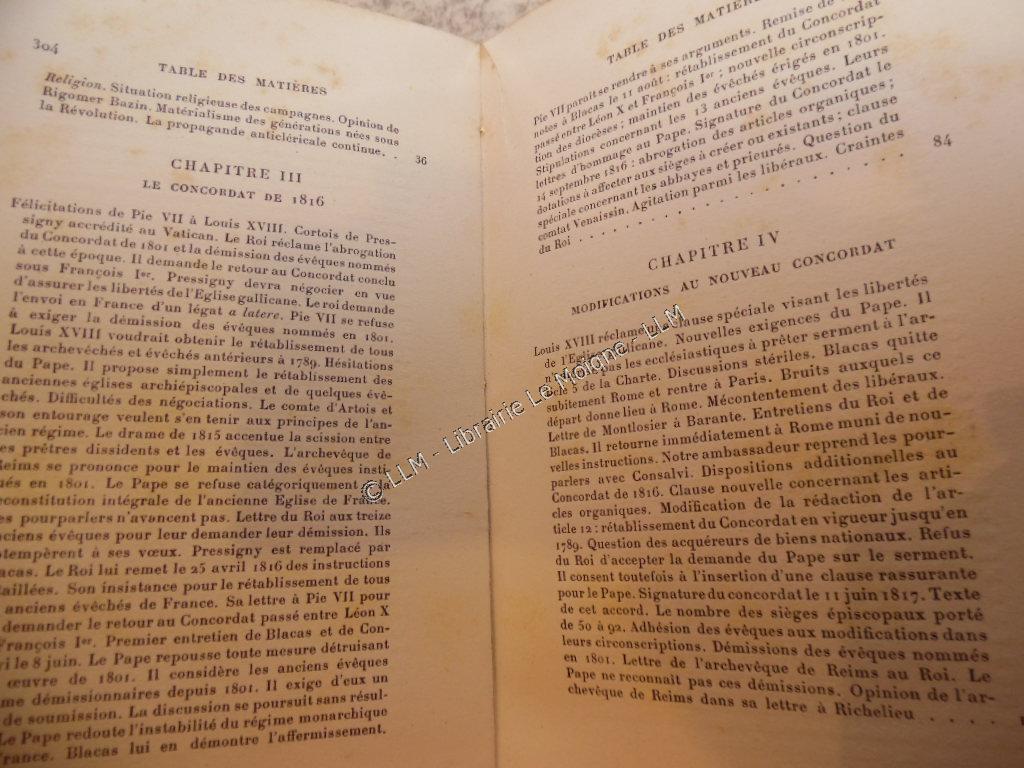 304
TABLE DES MATIÈRES
Religion. Situation religieuse des campagnes. Opinion de
Rigomer Bazin. Matérialisme des générations nées sous
la Révolution. La propagande anticléricale continue. . 36
CHAPITRE III
LE CONCORDAT DE 1816
Félicitations de Pie VII à Louis XVIII. Cortois de Pres-
signy accrédité au Vatican. Le Roi réclame l'abrogation
du Concordat de 1801 et la démission des évêques nommés
à cette époque. Il demande le retour au Concordat conclu
sous François Ier. Pressigny devra négocier en vue
d'assurer les libertés de l'Eglise gallicane. Le roi demande
l'envoi en France d'un légat a latere. Pie VII se refuse
à exiger la démission des évêques nommés en 1801.
Louis XVIII voudrait obtenir le rétablissement de tous
les archevêchés et évêchés antérieurs à 1789. Hésitations
du Pape. Il propose simplement le rétablissement des
anciennes églises archiépiscopales et de quelques évê-
chés. Difficultés des négociations. Le comte d'Artois et
son entourage veulent s'en tenir aux principes de l'an-
cien régime. Le drame de 1815 accentue la scission entre
es prêtres dissidents et les évêques. L'archevêque de
Reims se prononce pour le maintien des évêques insti-
ués en 1801. Le Pape se refuse catégoriquement à la
econstitution intégrale de l'ancienne Eglise de France.
es pourparlers n'avancent pas. Lettre du Roi aux treize
nciens évêques pour leur demander leur démission. Ils
tempèrent à ses vœux. Pressigny est remplacé par
lacas. Le Roi lui remet le 25 avril 1816 des instructions
taillées. Son insistance pour le rétablissement de tous
anciens évêchés de France. Sa lettre à Pie VII pour
demander le retour au Concordat passé entre Léon X
François Ier. Premier entretien de Blacas et de Con-
vi le 8 juin. Le Pape repousse toute mesure détruisant
œuvre de 1801. Il considère les anciens évêques
me démissionnaires depuis 1801. Il exige d'eux un
de soumission. La discussion se poursuit sans résul-
Le Pape redoute l'instabilité du régime monarchique
France. Blacas lui en démontre l'affermissement.
TABLE DES MATIÈRE
Pie VII paraît se rendre à ses arguments. Remise de
notes à Blacas le 11 août : rétablissement du Concordat
passé entre Léon X et François Ier ; nouvelle circonscrip-
tion des diocèses ; maintien des évêchés érigés en 1801.
Stipulations concernant les 13 anciens évêques. Leurs
lettres d'hommage au Pape. Signature du Concordat le
14 septembre 1816 : abrogation des articles organiques ;
dotations à affecter aux sièges à créer ou existants ; clause
spéciale concernant les abbayes et prieurés. Question du
comtat Venaissin. Agitation parmi les libéraux. Craintes
du Roi . . . . . . . . . . . . . . . 84
CHAPITRE IV
MODIFICATIONS AU NOUVEAU CONCORDAT
Louis XVIII réclame une clause spéciale visant les libertés
de l'Eglise gallicane. Nouvelles exigences du Pape. Il
pas les ecclésiastiques à prêter serment à l'ar-
ticle 5 de la Charte. Discussions stériles. Blacas quitte
subitement Rome et rentre à Paris. Bruits auxquels ce
départ donne lieu à Rome. Mécontentement des libéraux.
Lettre de Montlosier à Barante. Entretiens du Roi et de
Blacas. Il retourne immédiatement à Rome muni de nou-
velles instructions. Notre ambassadeur reprend les pour-
parlers avec Consalvi. Dispositions additionnelles au
Concordat de 1816. Clause nouvelle concernant les arti-
cles organiques. Modification de la rédaction de l'ar-
ticle 12 : rétablissement du Concordat en vigueur jusqu'en
1789. Question des acquéreurs de biens nationaux. Refus
du Roi d'accepter la demande du Pape sur le serment.
Il consent toutefois à l'insertion d'une clause rassurante
pour le Pape. Signature du concordat le 11 juin 1817. Texte
de cet accord. Le nombre des sièges épiscopaux porté
de 50 à 92. Adhésion des évêques aux modifications dans
leurs circonscriptions. Démissions des évêques nommés
en 1801. Lettre de l'archevêque de Reims au Roi. Le
Pape ne reconnaît pas ces démissions. Opinion de l'ar-
chevêque de Reims dans sa lettre à Richelieu . . . .
© LLM - Librairie Le Moigne - LLM